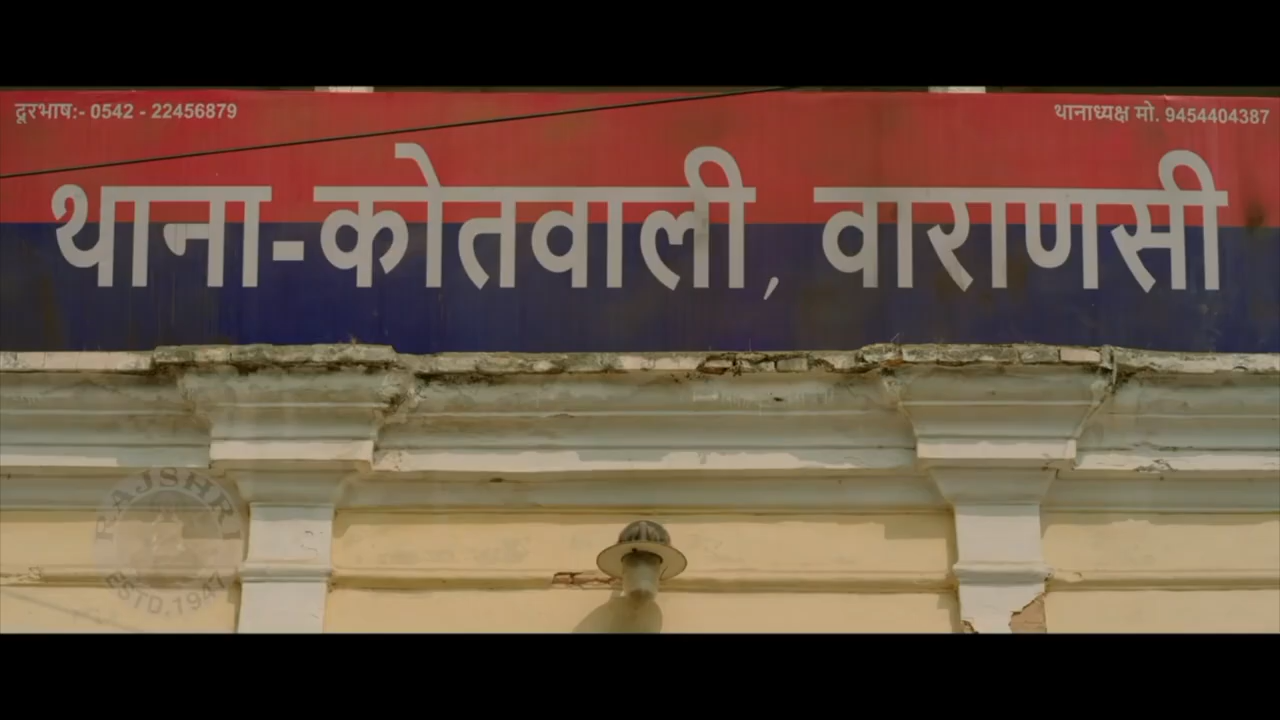 दूरभाष:- 0542 - 22456879
थानाध्यक्ष मो. 9454404387
थाना-कोतवाली, वाराणसी
RAJSHRI
ESTD.1947